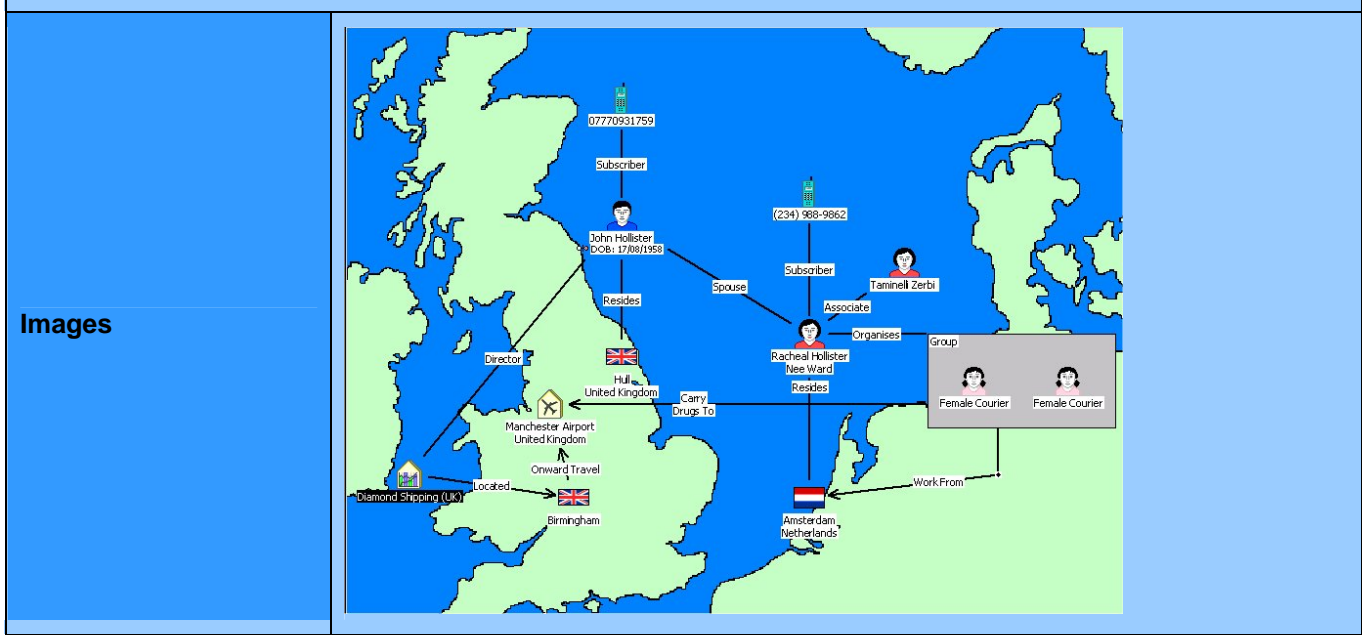 Images
07770931759
Subscriber
(234) 988-9862
John Hollister
DOB: 17/08/1958
Subscriber
Taminelli Zerbi
Spouse
Resides
Associate
Organises
Group
Racheal Hollister
Nee Ward
Director
Hull
United Kingdom
Resides
Carry
Drugs To
Female Courier
Female Courier
Manchester Airport
United Kingdom
Onward Travel
Located
Work From
Diamond Shipping (UK)
Birmingham
Amsterdam
Netherlands